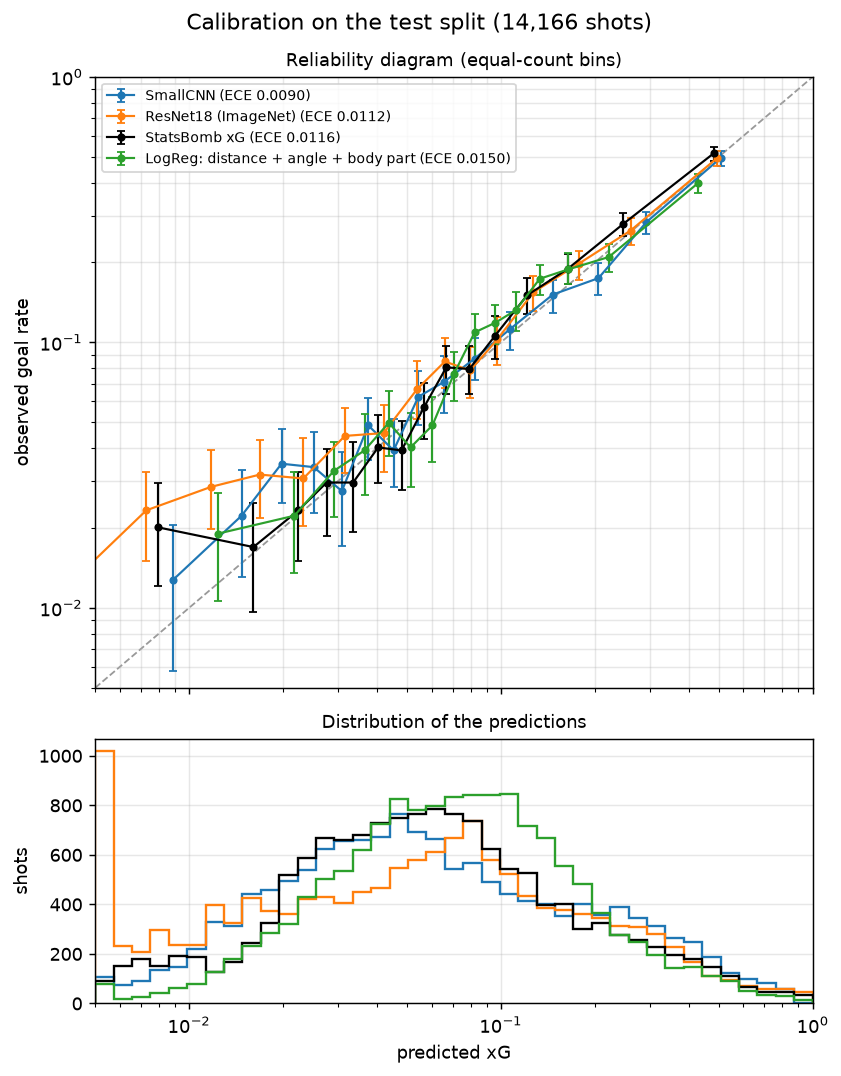 Calibration on the test split (14,166 shots)
Reliability diagram (equal-count bins)
SmallCNN (ECE 0.0090)
ResNet18 (ImageNet) (ECE 0.0112)
StatsBomb xG (ECE 0.0116)
LogReg: distance + angle + body part (ECE 0.0150)
10⁰
10⁻¹
10⁻²
observed goal rate
Distribution of the predictions
1000
800
600
400
200
0
shots
10⁻²
10⁻¹
10⁰
predicted xG